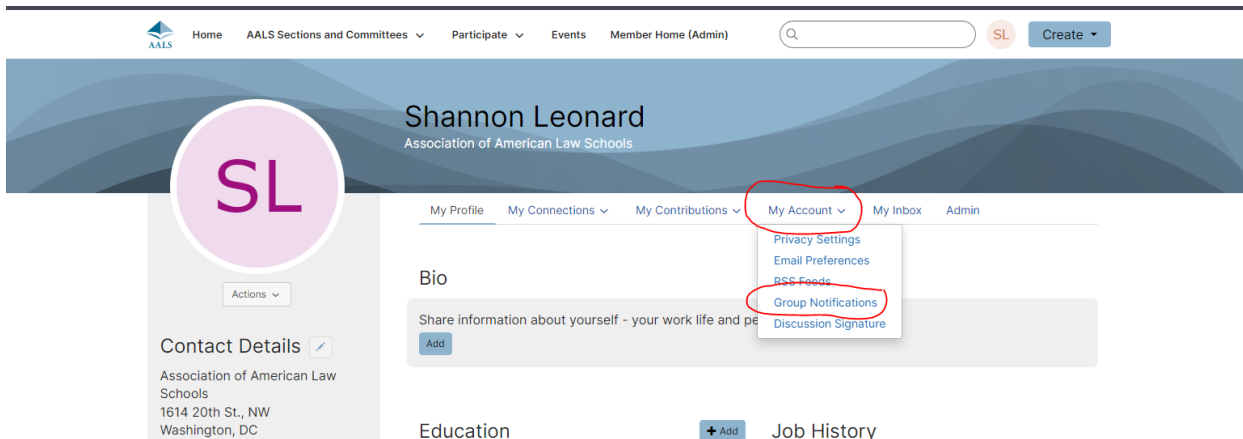 AALS Home AALS Sections and Committees Participate Events Member Home (Admin) SL Create
Shannon Leonard
Association of American Law Schools
SL
My Profile My Connections My Contributions My Account My Inbox Admin
Privacy Settings
Email Preferences
RSS Feeds
Group Notifications
Discussion Signature
Actions
Bio
Share information about yourself - your work life and pe
Add
Contact Details
Association of American Law
Schools
1614 20th St., NW
Washington, DC
Education + Add Job History